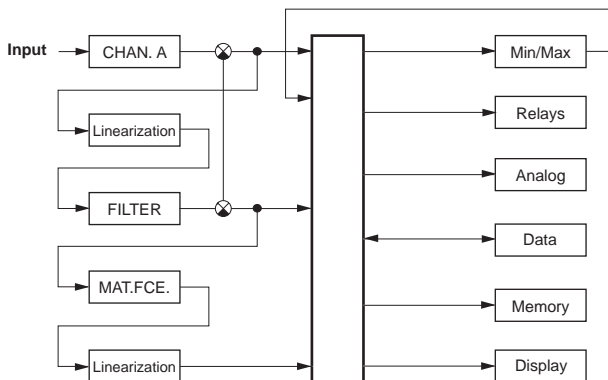 Input
CHAN. A
Min/Max
Linearization
Relays
Analog
FILTER
Data
MAT.FCE.
Memory
Linearization
Display